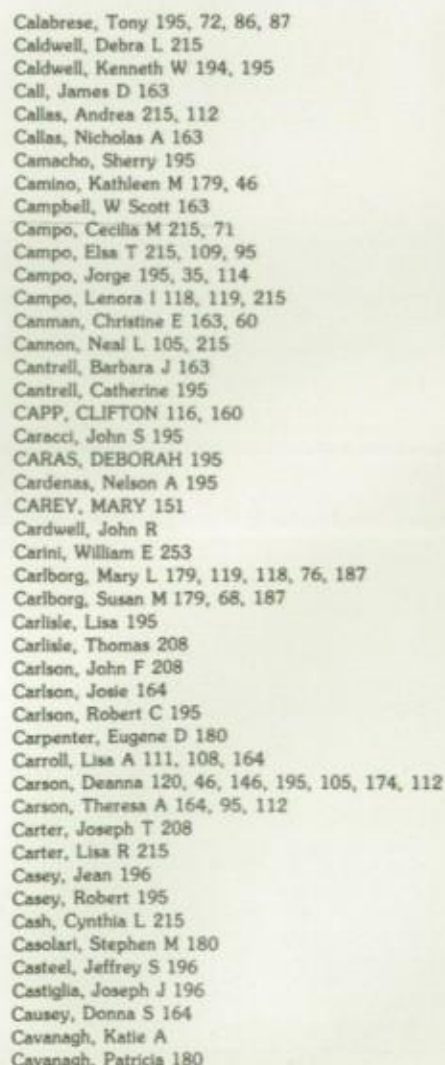 Calabrese, Tony 195, 72, 86, 87
Caldwell, Debra L 215
Caldwell, Kenneth W 194, 195
Call, James D 163
Callas, Andrea 215, 112
Callas, Nicholas A 163
Camacho, Sherry 195
Camino, Kathleen M 179, 46
Campbell, W Scott 163
Campo, Cecilia M 215, 71
Campo, Elsa T 215, 109, 95
Campo, Jorge 195, 35, 114
Campo, Lenora I 118, 119, 215
Canman, Christine E 163, 60
Cannon, Neal L 105, 215
Cantrell, Barbara J 163
Cantrell, Catherine 195
CAPP, CLIFTON 116, 160
Caracci, John S 195
CARAS, DEBORAH 195
Cardenas, Nelson A 195
CAREY, MARY 151
Cardwell, John R
Carini, William E 253
Carlborg, Mary L 179, 119, 118, 76, 187
Carlborg, Susan M 179, 68, 187
Carlisle, Lisa 195
Carlisle, Thomas 208
Carlson, John F 208
Carlson, Josie 164
Carlson, Robert C 195
Carpenter, Eugene D 180
Carroll, Lisa A 111, 108, 164
Carson, Deanna 120, 46, 146, 195, 105, 174, 112
Carson, Theresa A 164, 95, 112
Carter, Joseph T 208
Carter, Lisa R 215
Casey, Jean 196
Casey, Robert 195
Cash, Cynthia L 215
Casolari, Stephen M 180
Casteel, Jeffrey S 196
Castiglia, Joseph J 196
Causey, Donna S 164
Cavanagh, Katie A
Cavanagh, Patricia 180